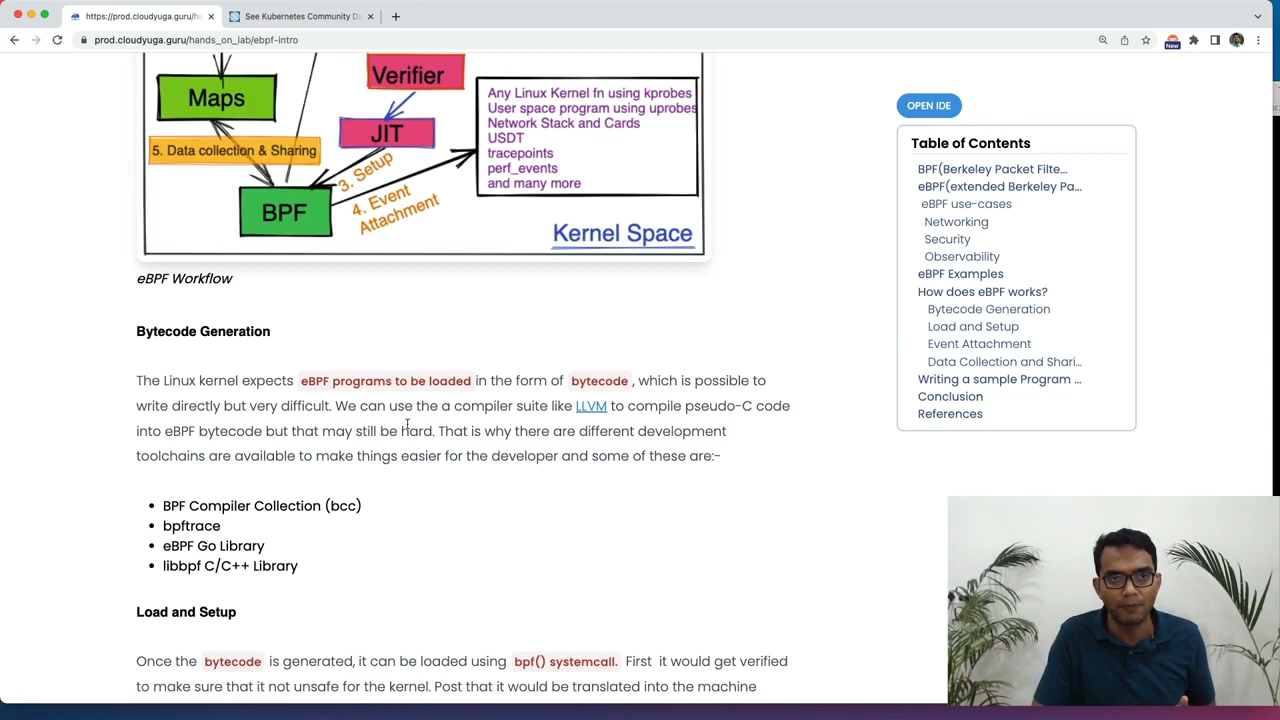 https://prod.cloudyuga.guru/ha
See Kubernetes Community Da
prod.cloudyuga.guru/hands_on_lab/ebpf-intro
New
Verifier
Maps
JIT
5. Data collection & Sharing
3. Setup
4. Event
Attachment
BPF
Any Linux Kernel fn using kprobes
User space program using uprobes
Network Stack and Cards
USDT
tracepoints
perf_events
and many more
Kernel Space
eBPF Workflow
Bytecode Generation
The Linux kernel expects eBPF programs to be loaded in the form of bytecode, which is possible to
write directly but very difficult. We can use the a compiler suite like LLVM to compile pseudo-C code
into eBPF bytecode but that may still be hard. That is why there are different development
toolchains are available to make things easier for the developer and some of these are:-
• BPF Compiler Collection (bcc)
• bpftrace
• eBPF Go Library
• libbpf C/C++ Library
Load and Setup
Once the bytecode is generated, it can be loaded using bpf() systemcall. First it would get verified
to make sure that it not unsafe for the kernel. Post that it would be translated into the machine
OPEN IDE
Table of Contents
BPF(Berkeley Packet Filte...
eBPF(extended Berkeley Pa...
eBPF use-cases
Networking
Security
Observability
eBPF Examples
How does eBPF works?
Bytecode Generation
Load and Setup
Event Attachment
Data Collection and Shari...
Writing a sample Program ...
Conclusion
References